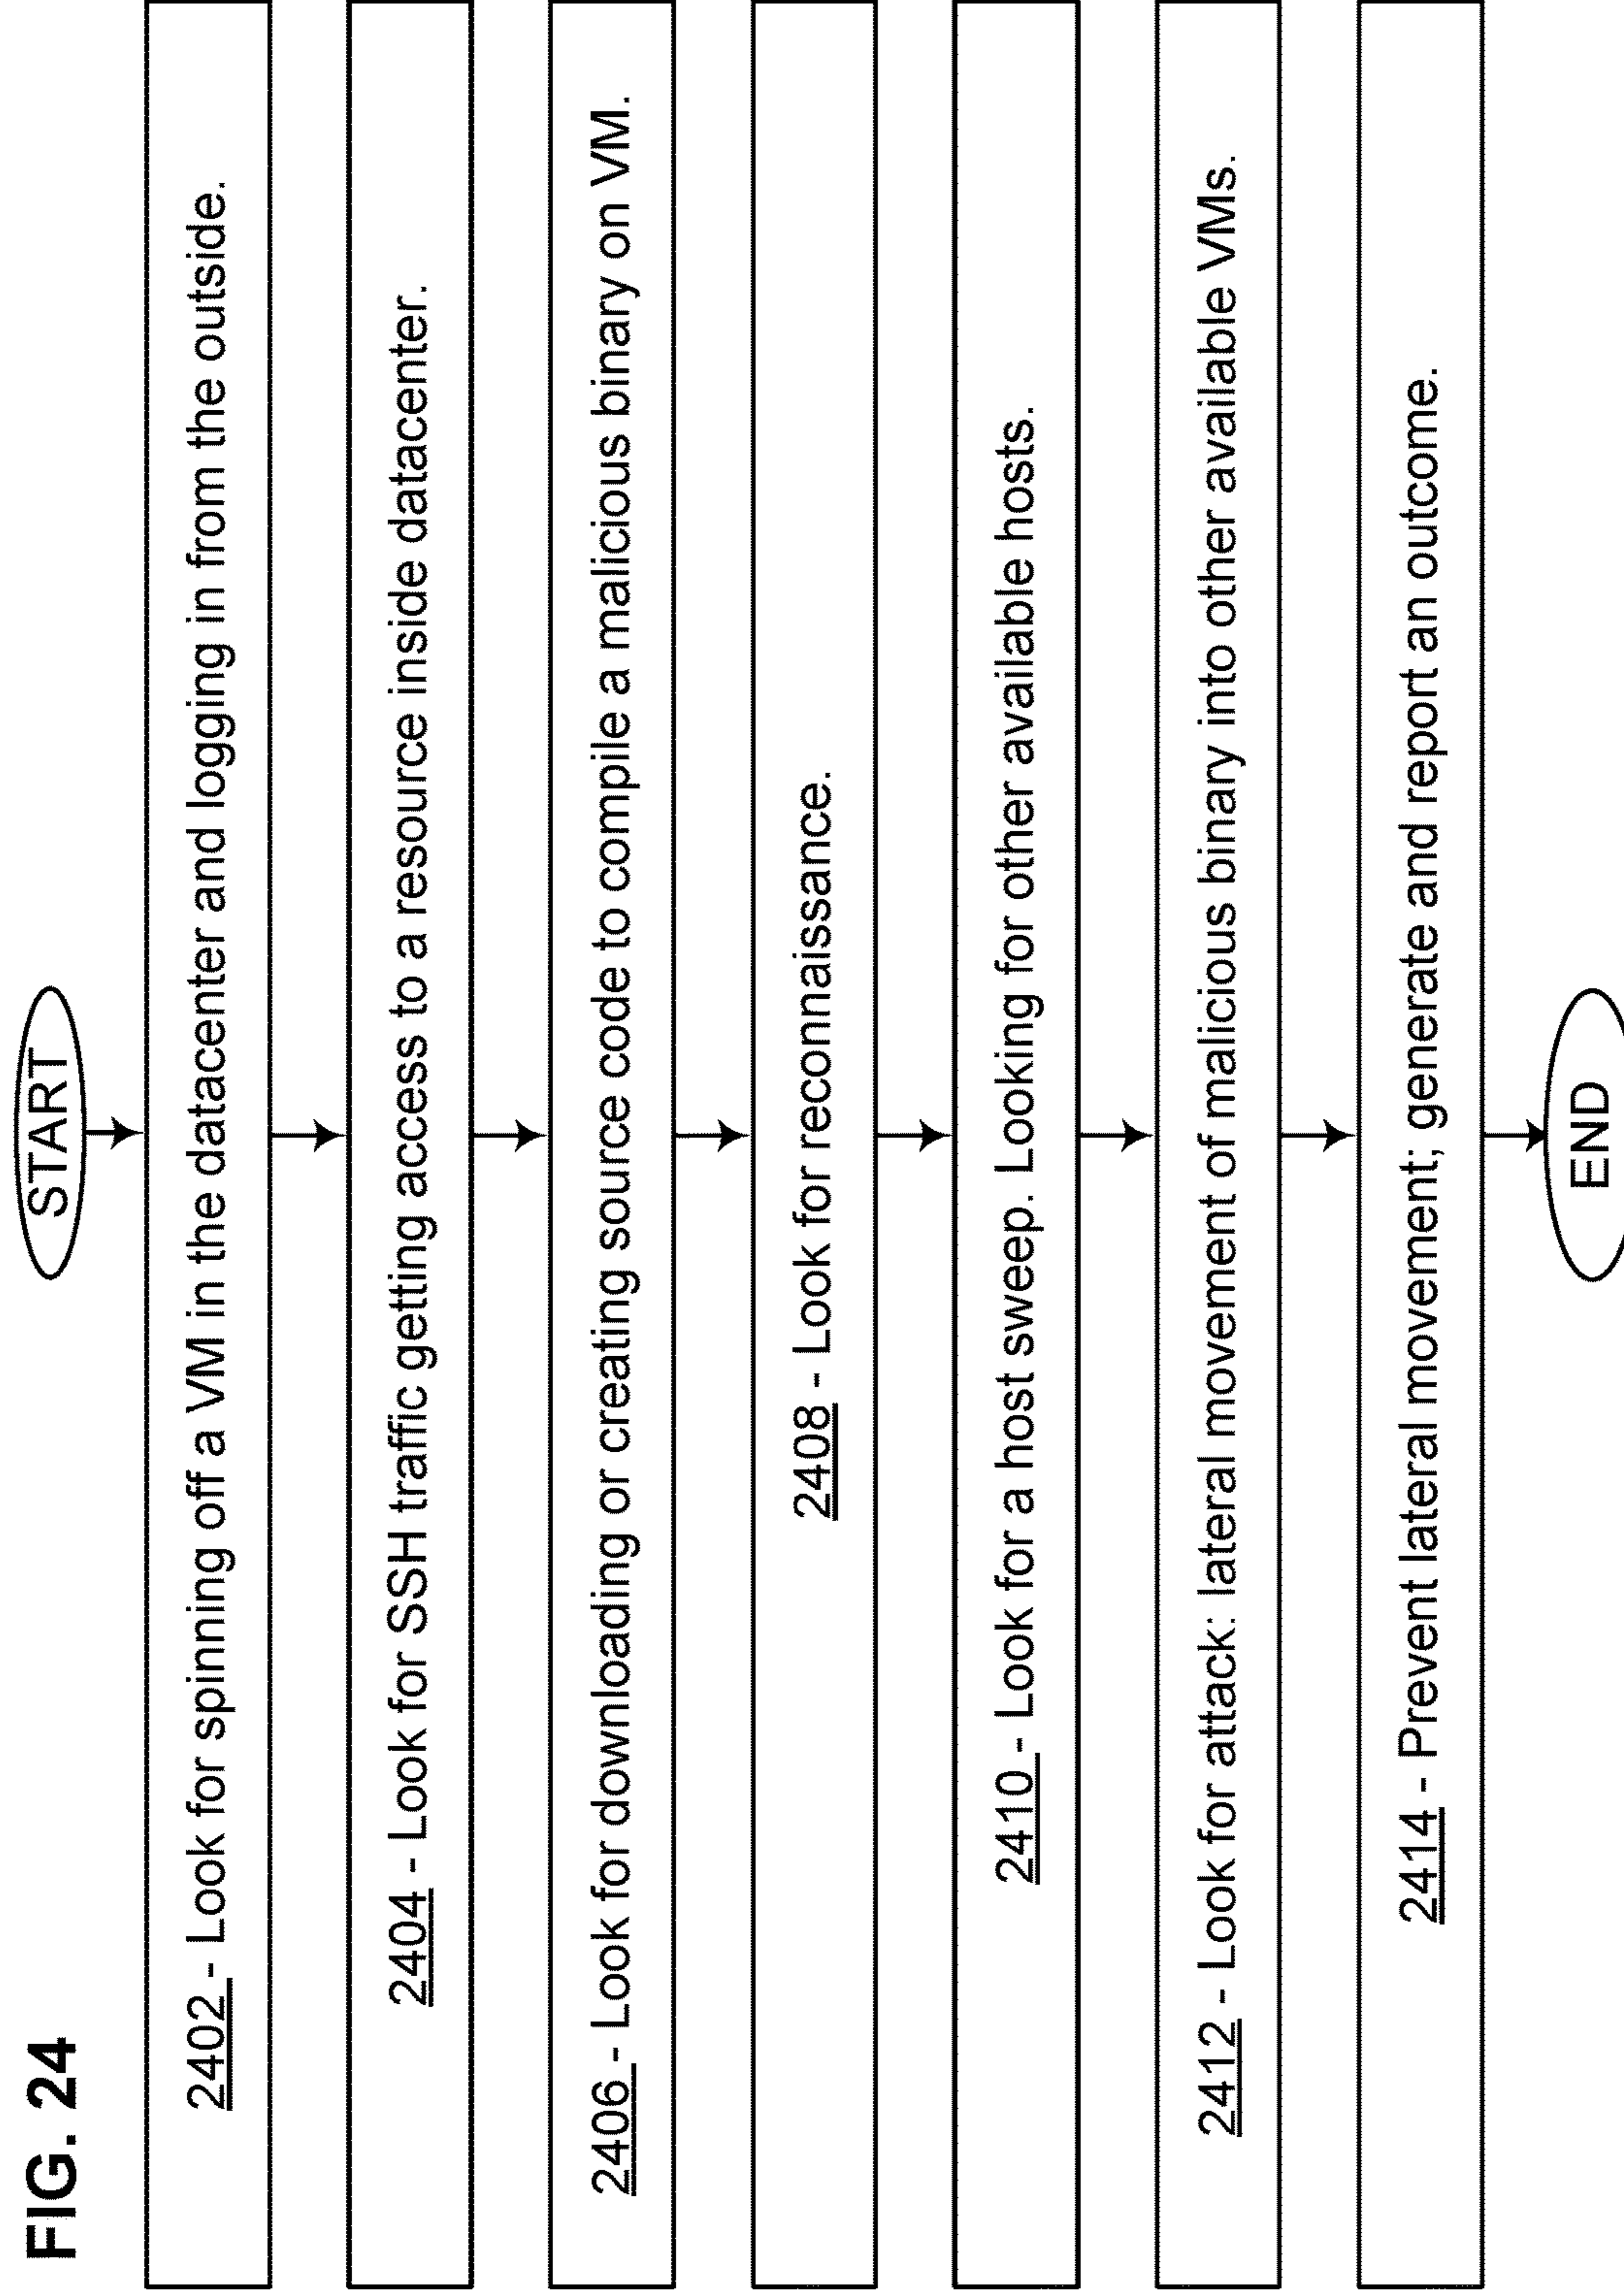 FIG. 24
START
2402 - Look for spinning off a VM in the datacenter and logging in from the outside.
2404 - Look for SSH traffic getting access to a resource inside datacenter.
2406 - Look for downloading or creating source code to compile a malicious binary on VM.
2408 - Look for reconnaissance.
2410 - Look for a host sweep. Looking for other available hosts.
2412 - Look for attack: lateral movement of malicious binary into other available VMs.
2414 - Prevent lateral movement; generate and report an outcome.
END